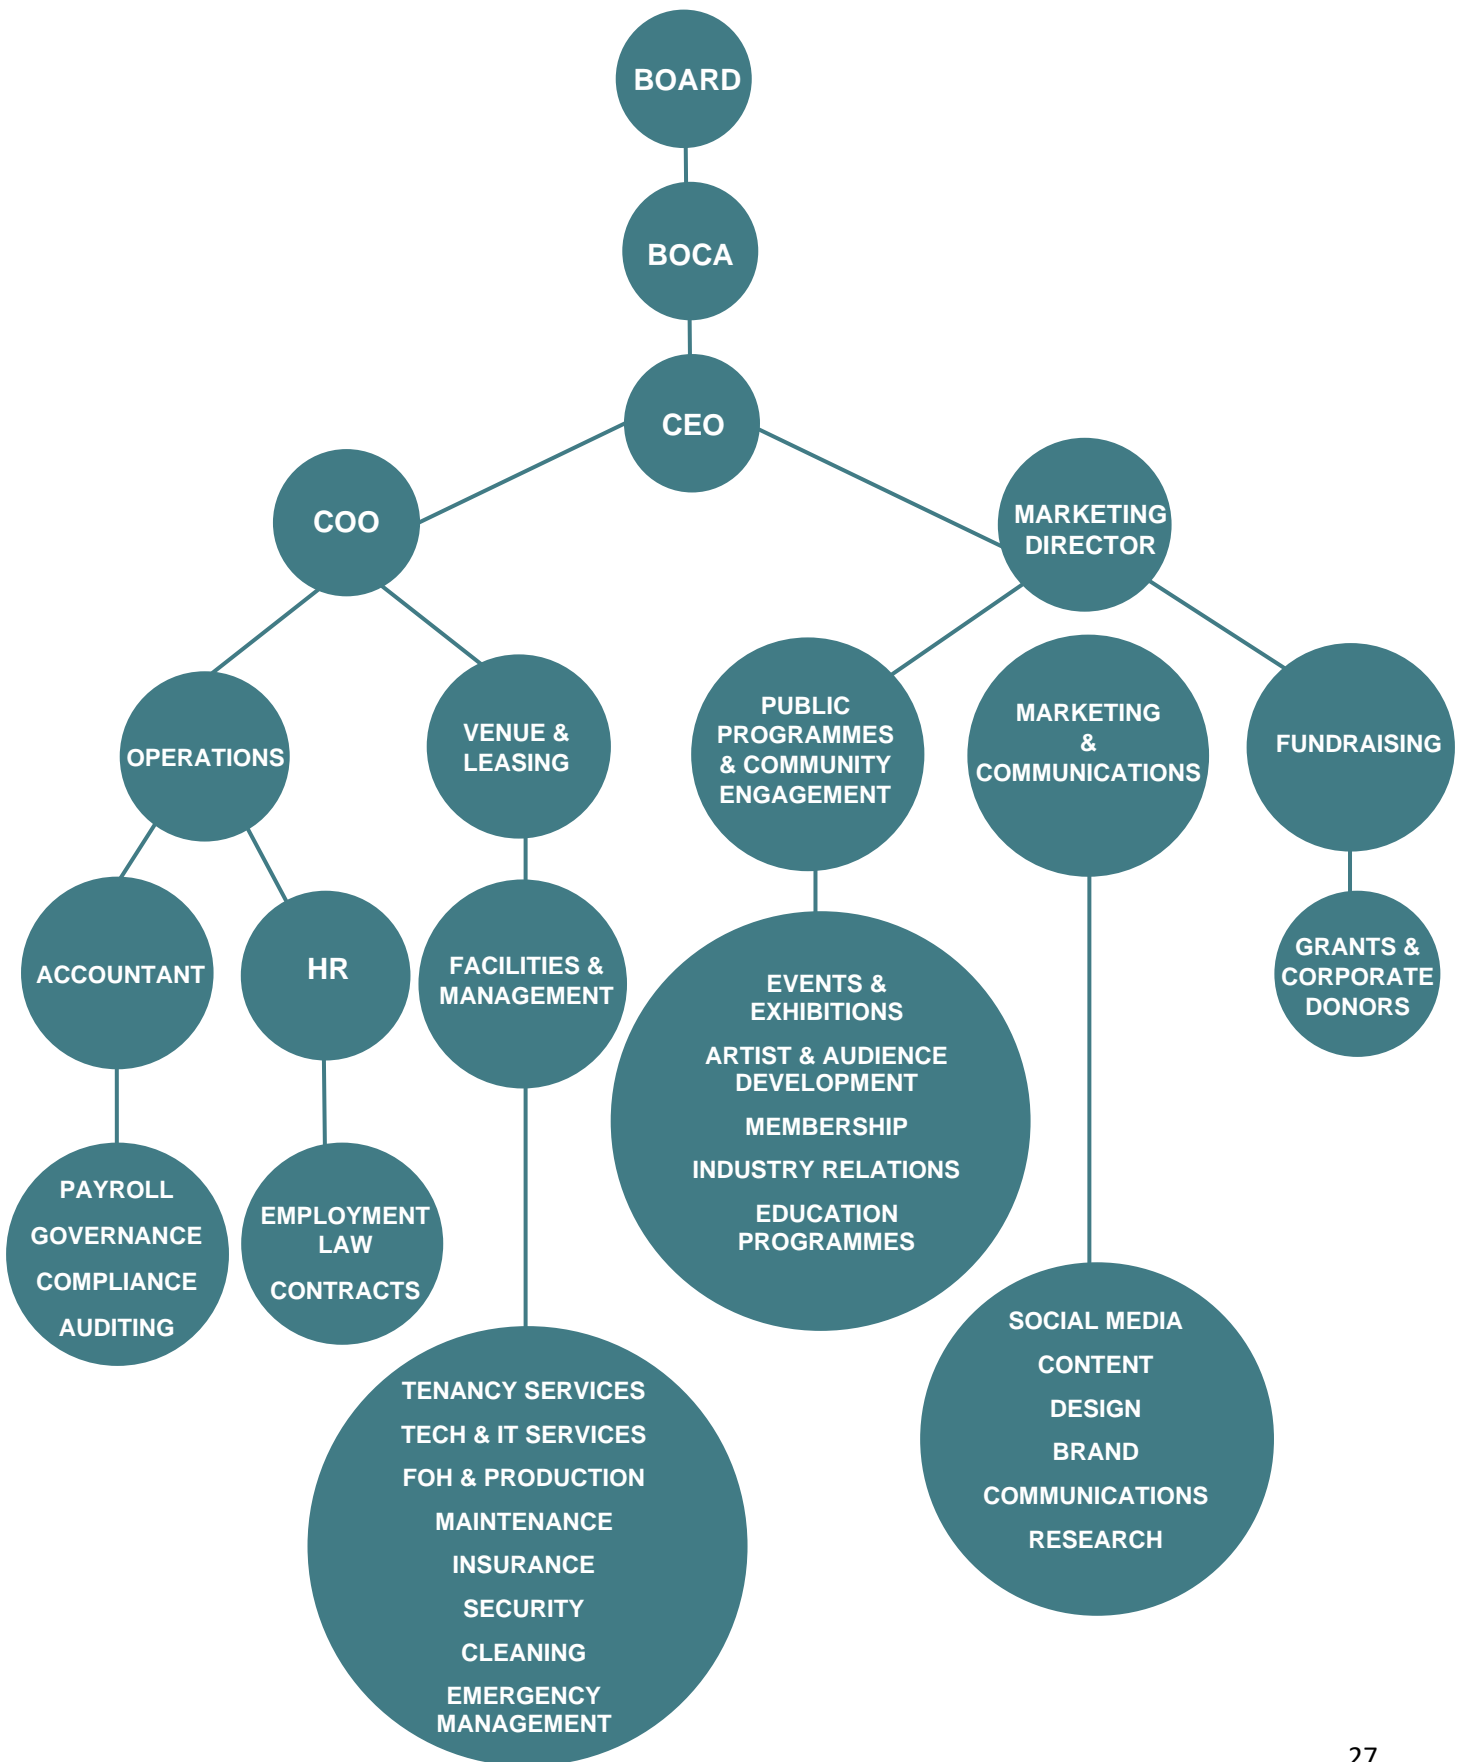 BOARD
BOCA
CEO
COO
MARKETING
DIRECTOR
OPERATIONS
VENUE &
LEASING
PUBLIC
PROGRAMMES
& COMMUNITY
ENGAGEMENT
MARKETING
&
COMMUNICATIONS
FUNDRAISING
ACCOUNTANT
HR
FACILITIES &
MANAGEMENT
EVENTS &
EXHIBITIONS
ARTIST & AUDIENCE
DEVELOPMENT
MEMBERSHIP
INDUSTRY RELATIONS
EDUCATION
PROGRAMMES
GRANTS &
CORPORATE
DONORS
PAYROLL
GOVERNANCE
COMPLIANCE
AUDITING
EMPLOYMENT
LAW
CONTRACTS
TENANCY SERVICES
TECH & IT SERVICES
FOH & PRODUCTION
MAINTENANCE
INSURANCE
SECURITY
CLEANING
EMERGENCY
MANAGEMENT
SOCIAL MEDIA
CONTENT
DESIGN
BRAND
COMMUNICATIONS
RESEARCH
27